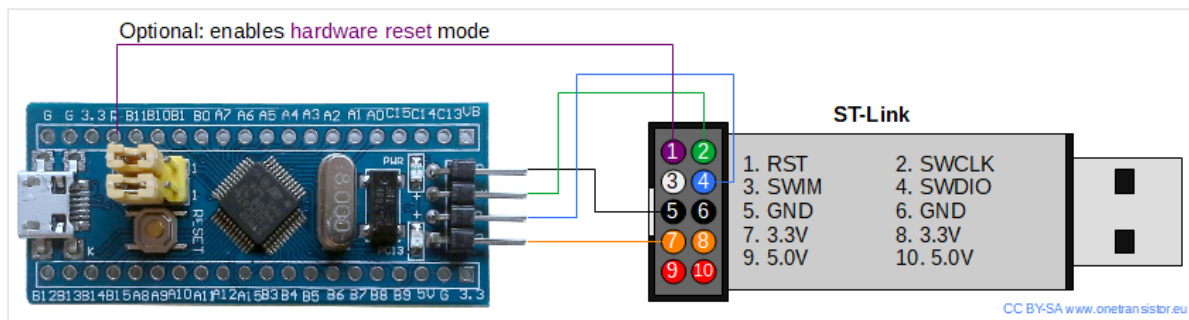 Optional: enables hardware reset mode
G G 3.3 R B11 B10 B1 B0 A7 A6 A5 A4 A3 A2 A1 A0 C15 C14 C13 VB
ST-Link
PWR
1 2
1. RST 2. SWCLK
3 4
3. SWIM 4. SWDIO
8.000
RESET
5 6
5. GND 6. GND
7 8
7. 3.3V 8. 3.3V
K
9 10
9. 5.0V 10. 5.0V
B12 B13 B14 B15 A8 A9 A10 A11 A12 A15 B3 B4 B5 B6 B7 B8 B9 5V G 3.3
CC BY-SA www.onetransistor.eu